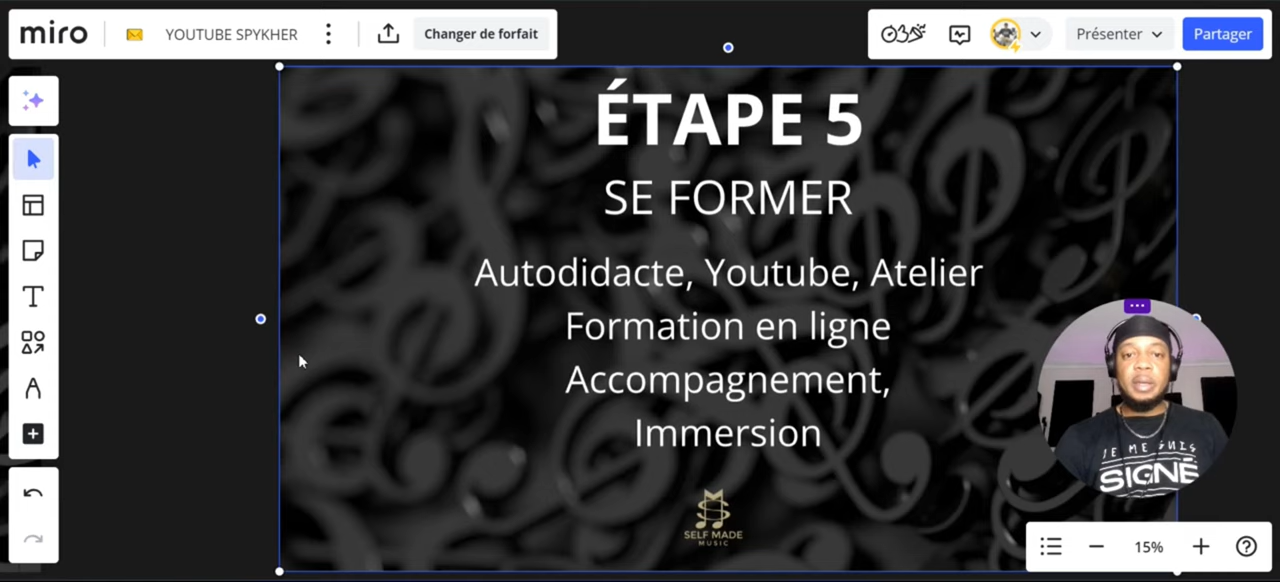 miro
YOUTUBE SPYKHER
Changer de forfait
Présenter
Partager
ÉTAPE 5
SE FORMER
Autodidacte, Youtube, Atelier
Formation en ligne
Accompagnement,
Immersion
JE ME SUIS
SIGNÉ
SELF MADE
MUSIC
15%